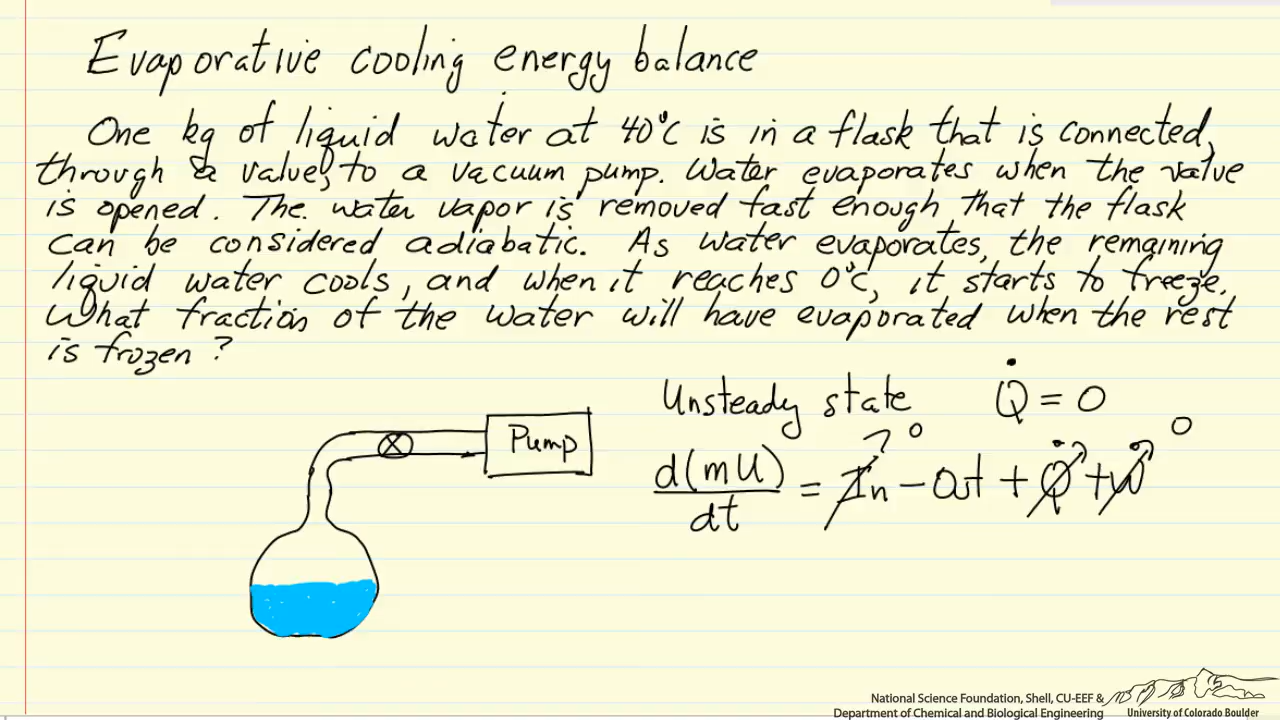 Evaporative cooling energy balance
One kg of liquid water at 40°C is in a flask that is connected,
through a value, to a vacuum pump. Water evaporates when the value
is opened. The water vapor is removed fast enough that the flask
can be considered adiabatic. As water evaporates, the remaining
liquid water cools, and when it reaches 0°C, it starts to freeze.
What fraction of the water will have evaporated when the rest
is frozen?
Unsteady state Q̇ = 0
Pump
d(mU)/dt = In - Out + Q̇ + Ẇ
0
0
National Science Foundation, Shell, CU-EEF &
Department of Chemical and Biological Engineering
University of Colorado Boulder